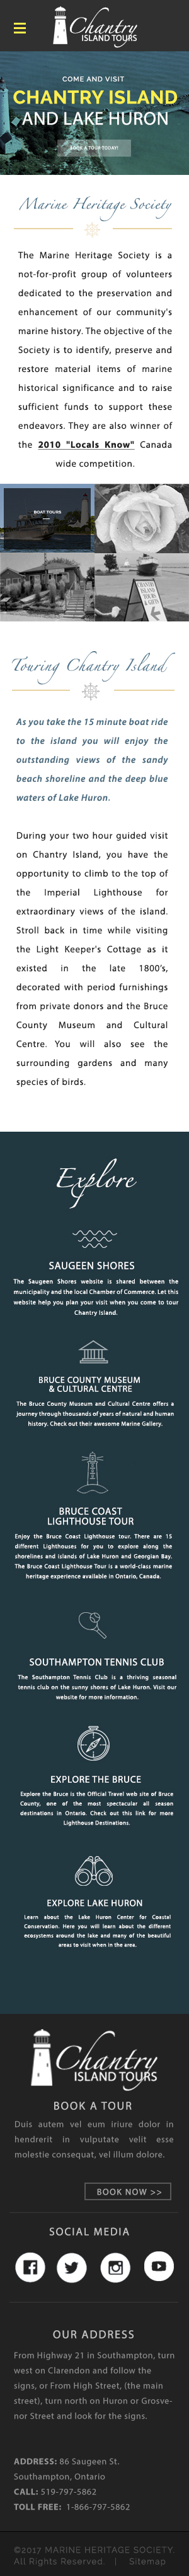 Chantry
ISLAND TOURS
COME AND VISIT
CHANTRY ISLAND
AND LAKE HURON
BOOK A TOUR TODAY!
Marine Heritage Society
The Marine Heritage Society is a
not-for-profit group of volunteers
dedicated to the preservation and
enhancement of our community's
marine history. The objective of the
Society is to identify, preserve and
restore material items of marine
historical significance and to raise
sufficient funds to support these
endeavors. They are also winner of
the 2010 "Locals Know" Canada
wide competition.
BOAT TOURS
ISLAND
TOURS
& GIFTS
Touring Chantry Island
As you take the 15 minute boat ride
to the island you will enjoy the
outstanding views of the sandy
beach shoreline and the deep blue
waters of Lake Huron.
During your two hour guided visit
on Chantry Island, you have the
opportunity to climb to the top of
the Imperial Lighthouse for
extraordinary views of the island.
Stroll back in time while visiting
the Light Keeper's Cottage as it
existed in the late 1800's,
decorated with period furnishings
from private donors and the Bruce
County Museum and Cultural
Centre. You will also see the
surrounding gardens and many
species of birds.
Explore
SAUGEEN SHORES
The Saugeen Shores website is shared between the
municipality and the local Chamber of Commerce. Let this
website help you plan your visit when you come to tour
Chantry Island.
BRUCE COUNTY MUSEUM
& CULTURAL CENTRE
The Bruce County Museum and Cultural Centre offers a
journey through thousands of years of natural and human
history. Check out their awesome Marine Gallery.
BRUCE COAST
LIGHTHOUSE TOUR
Enjoy the Bruce Coast Lighthouse tour. There are 15
different Lighthouses for you to explore along the
shorelines and islands of Lake Huron and Georgian Bay.
The Bruce Coast Lighthouse Tour is a world-class marine
heritage experience available in Ontario, Canada.
SOUTHAMPTON TENNIS CLUB
The Southampton Tennis Club is a thriving seasonal
tennis club on the sunny shores of Lake Huron. Visit our
website for more information.
EXPLORE THE BRUCE
Explore the Bruce is the Official Travel web site of Bruce
County, one of the most spectacular all season
destinations in Ontario. Check out this link for more
Lighthouse Destinations.
EXPLORE LAKE HURON
Learn about the Lake Huron Center for Coastal
Conservation. Here you will learn about the different
ecosystems around the lake and many of the beautiful
areas to visit when in the area.
Chantry
ISLAND TOURS
BOOK A TOUR
Duis autem vel eum iriure dolor in
hendrerit in vulputate velit esse
molestie consequat, vel illum dolore.
BOOK NOW >>
SOCIAL MEDIA
OUR ADDRESS
From Highway 21 in Southampton, turn
west on Clarendon and follow the
signs, or From High Street, (the main
street), turn north on Huron or Grosve-
nor Street and look for the signs.
ADDRESS: 86 Saugeen St.
Southampton, Ontario
CALL: 519-797-5862
TOLL FREE: 1-866-797-5862
©2017 MARINE HERITAGE SOCIETY.
All Rights Reserved. | Sitemap